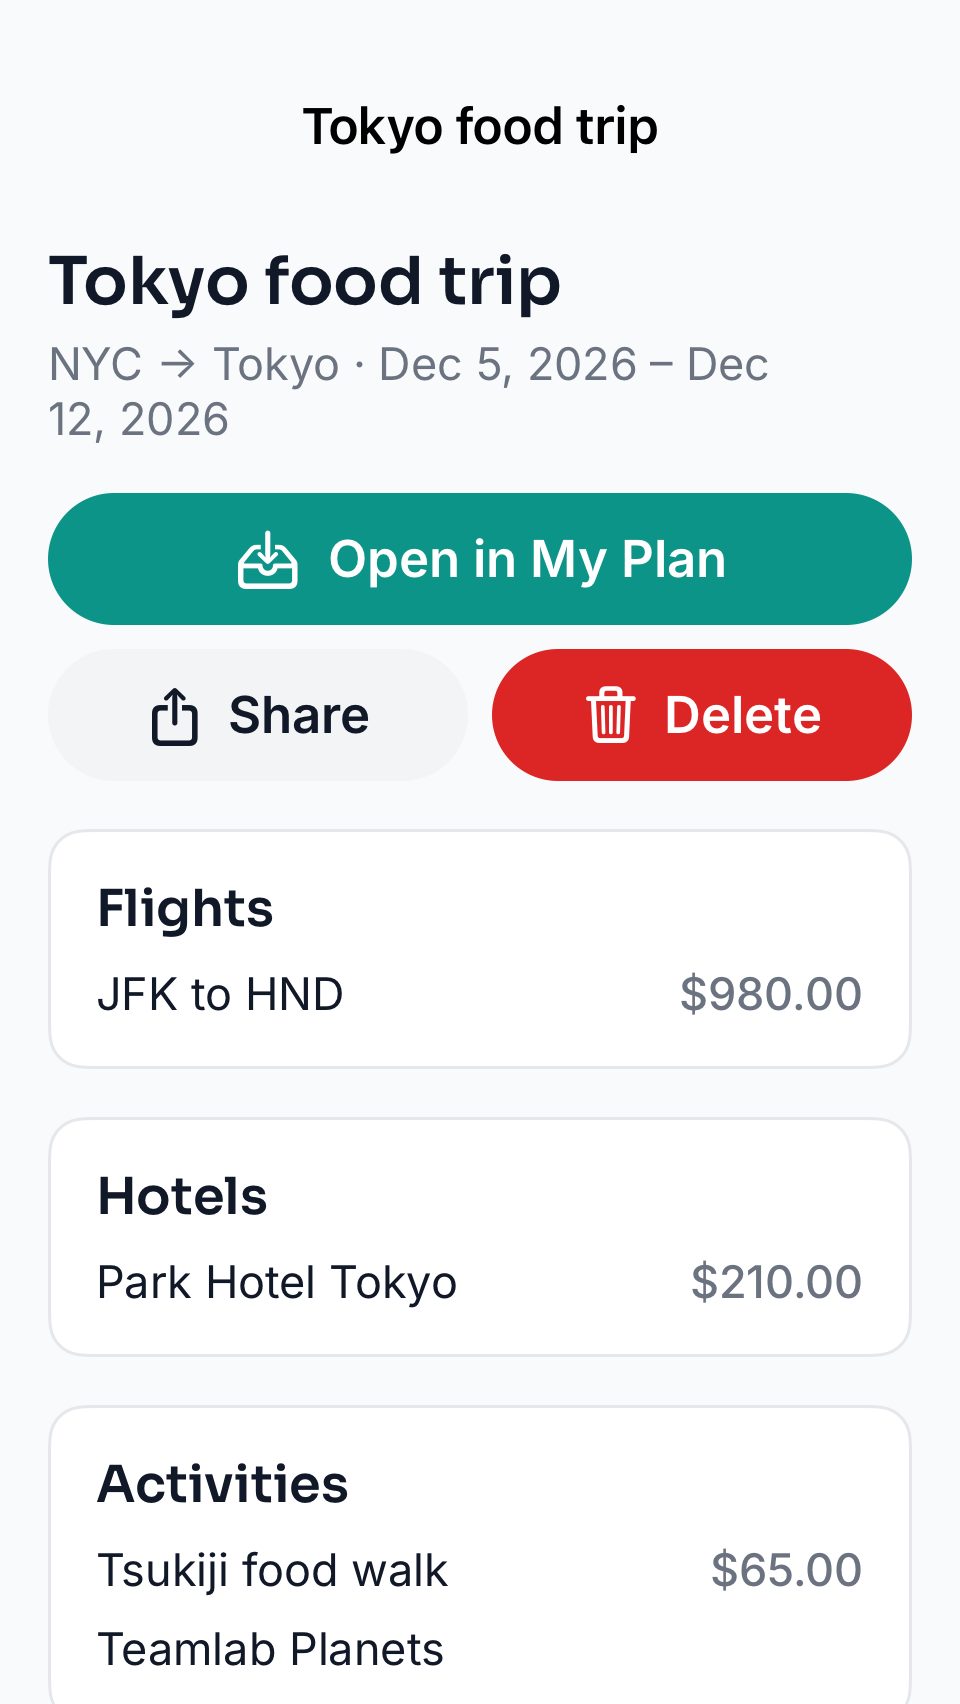 Tokyo food trip
Tokyo food trip
NYC → Tokyo · Dec 5, 2026 – Dec
12, 2026
Open in My Plan
Share
Delete
Flights
JFK to HND $980.00
Hotels
Park Hotel Tokyo $210.00
Activities
Tsukiji food walk $65.00
Teamlab Planets